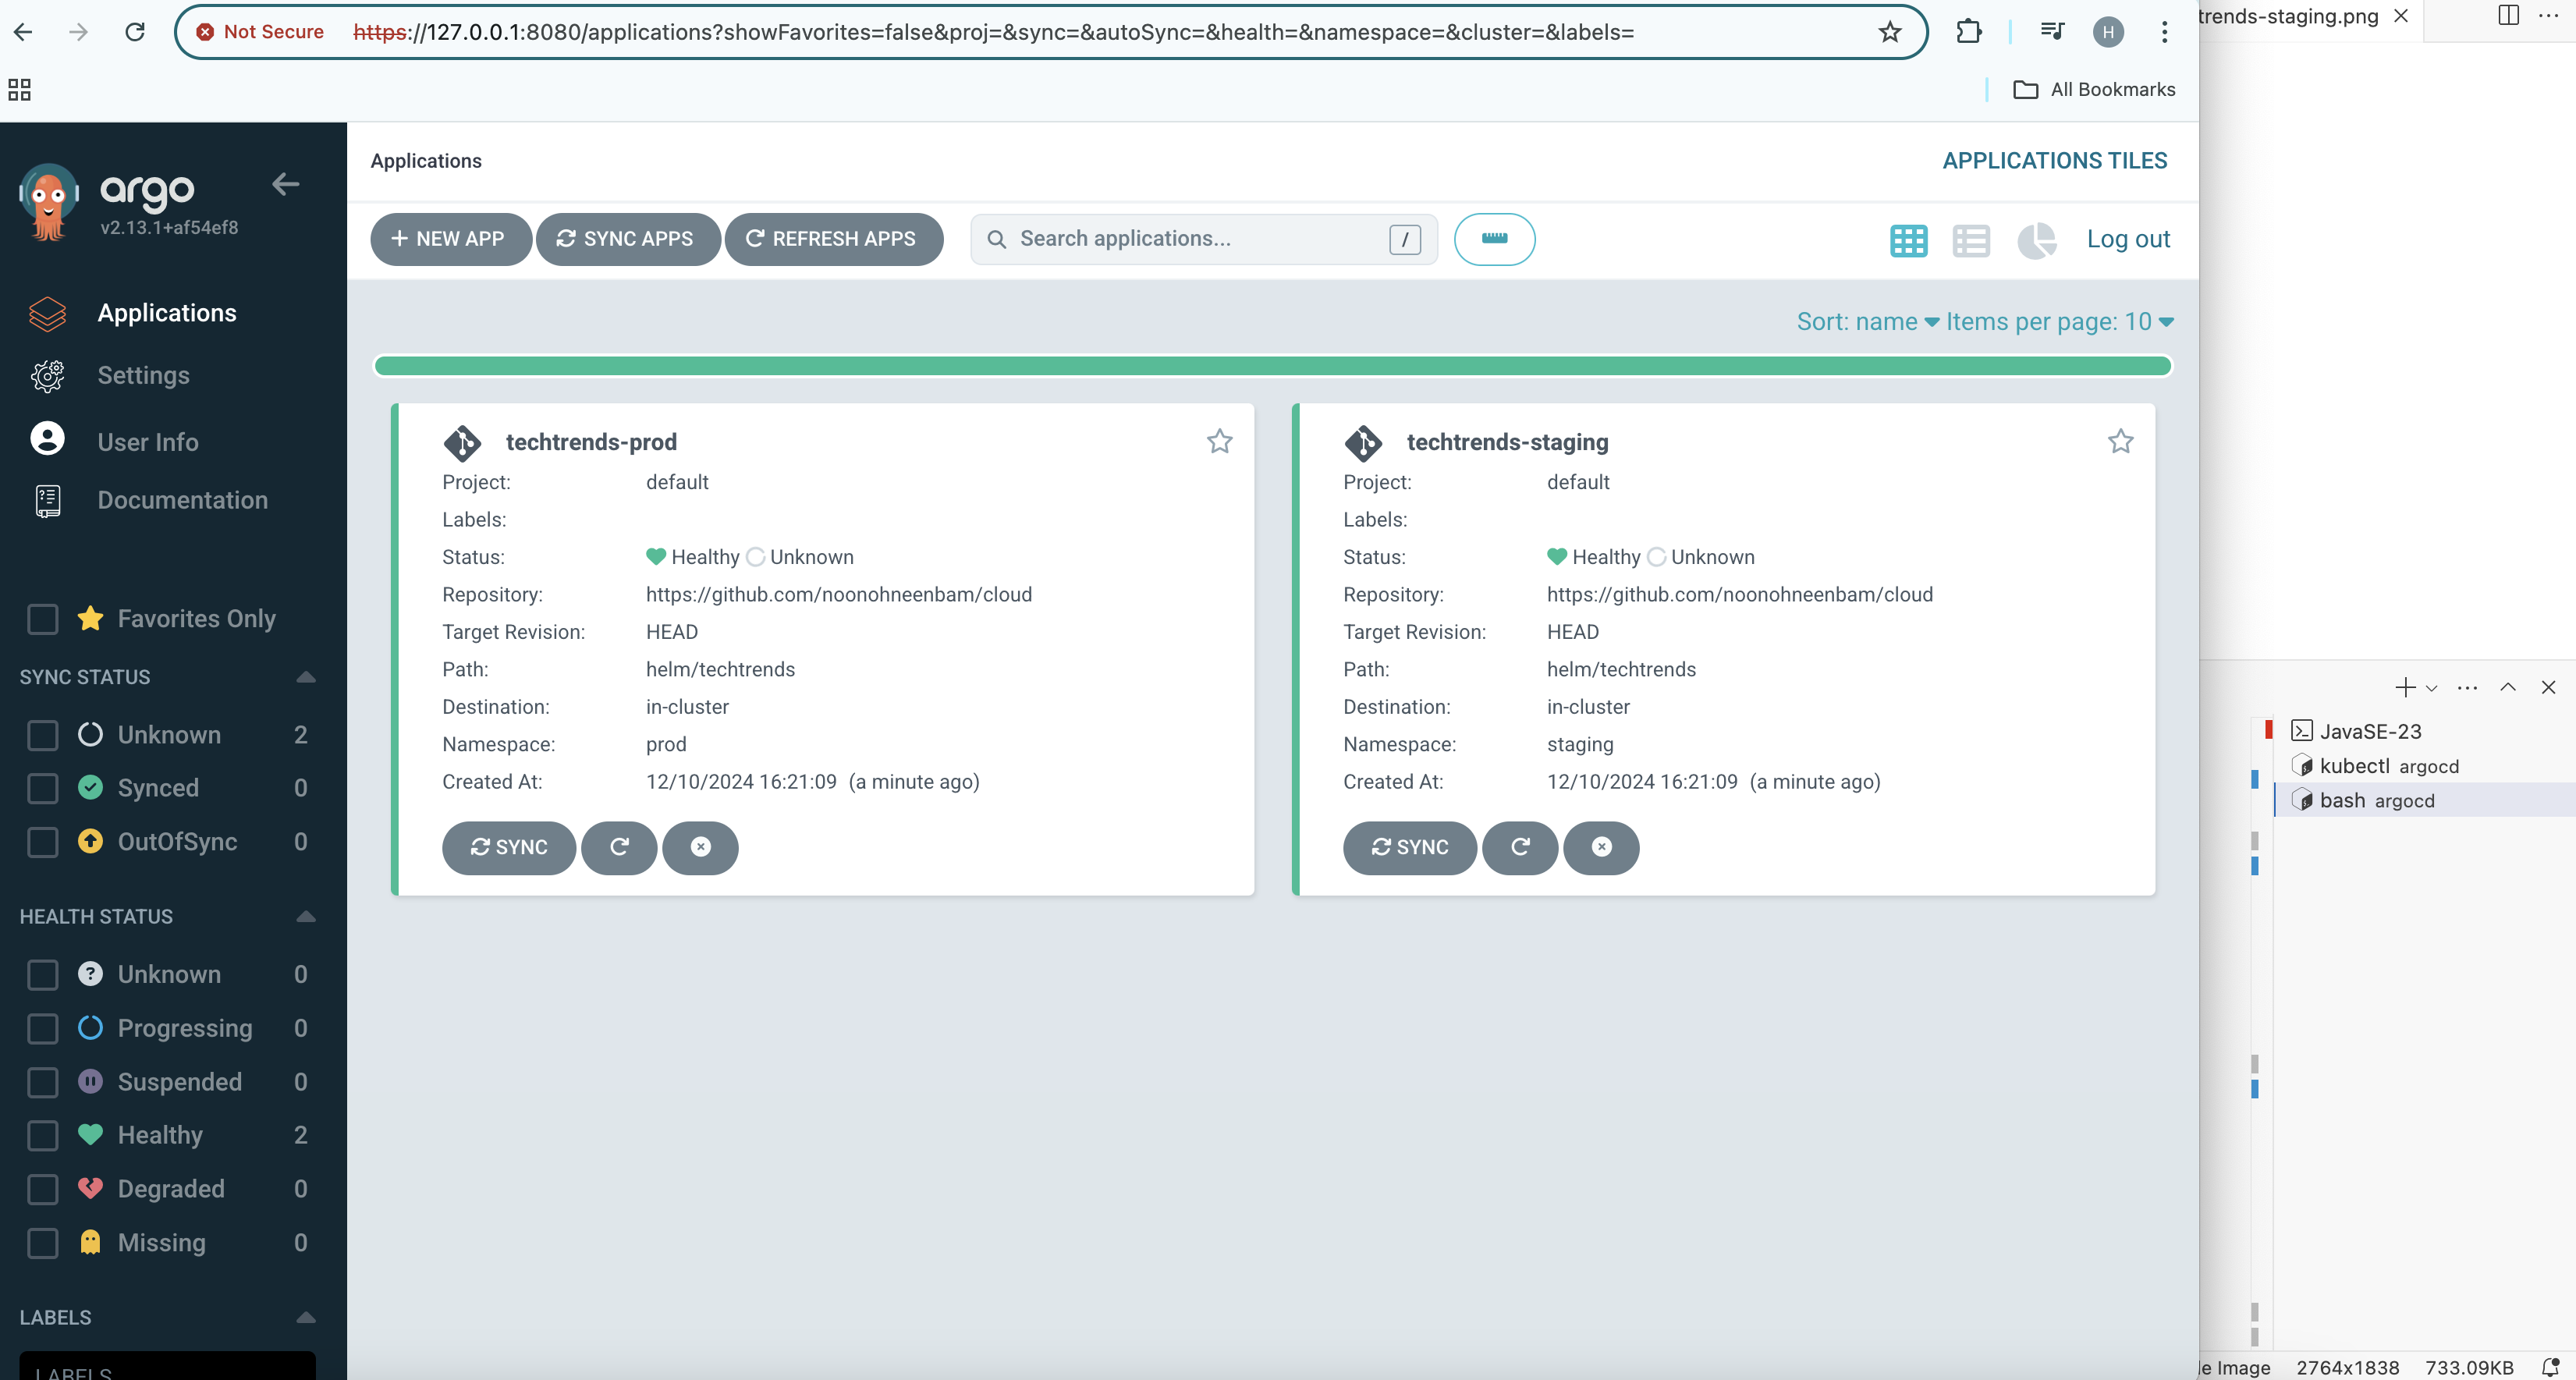 Not Secure https://127.0.0.1:8080/applications?showFavorites=false&proj=&sync=&autoSync=&health=&namespace=&cluster=&labels=
H
trends-staging.png
All Bookmarks
argo
v2.13.1+af54ef8
Applications
Settings
User Info
Documentation
Favorites Only
SYNC STATUS
Unknown 2
Synced 0
OutOfSync 0
HEALTH STATUS
Unknown 0
Progressing 0
Suspended 0
Healthy 2
Degraded 0
Missing 0
LABELS
LABELS
Applications
APPLICATIONS TILES
+ NEW APP
SYNC APPS
REFRESH APPS
Search applications...
/
Log out
Sort: name
Items per page: 10
techtrends-prod
Project: default
Labels:
Status: Healthy Unknown
Repository: https://github.com/noonohneenbam/cloud
Target Revision: HEAD
Path: helm/techtrends
Destination: in-cluster
Namespace: prod
Created At: 12/10/2024 16:21:09 (a minute ago)
SYNC
techtrends-staging
Project: default
Labels:
Status: Healthy Unknown
Repository: https://github.com/noonohneenbam/cloud
Target Revision: HEAD
Path: helm/techtrends
Destination: in-cluster
Namespace: staging
Created At: 12/10/2024 16:21:09 (a minute ago)
SYNC
JavaSE-23
kubectl argocd
bash argocd
le Image 2764x1838 733.09KB